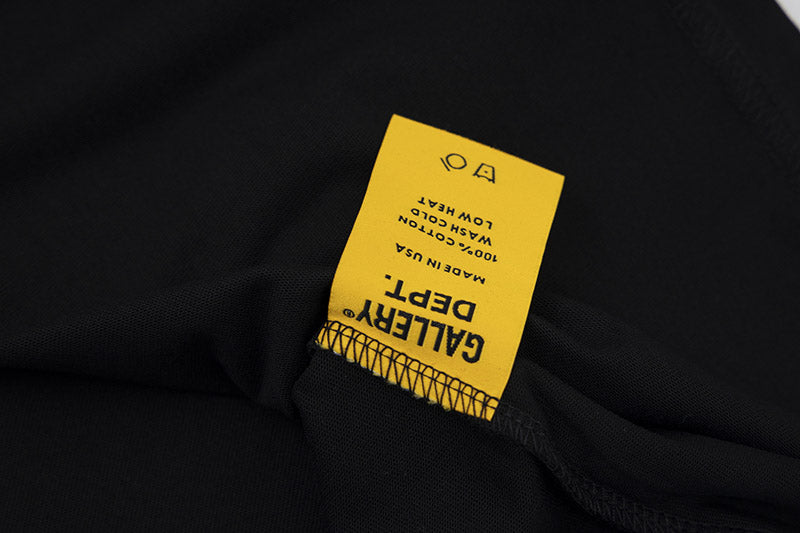 GALLERY®
DEPT.
MADE IN USA
100% COTTON
WASH COLD
LOW HEAT